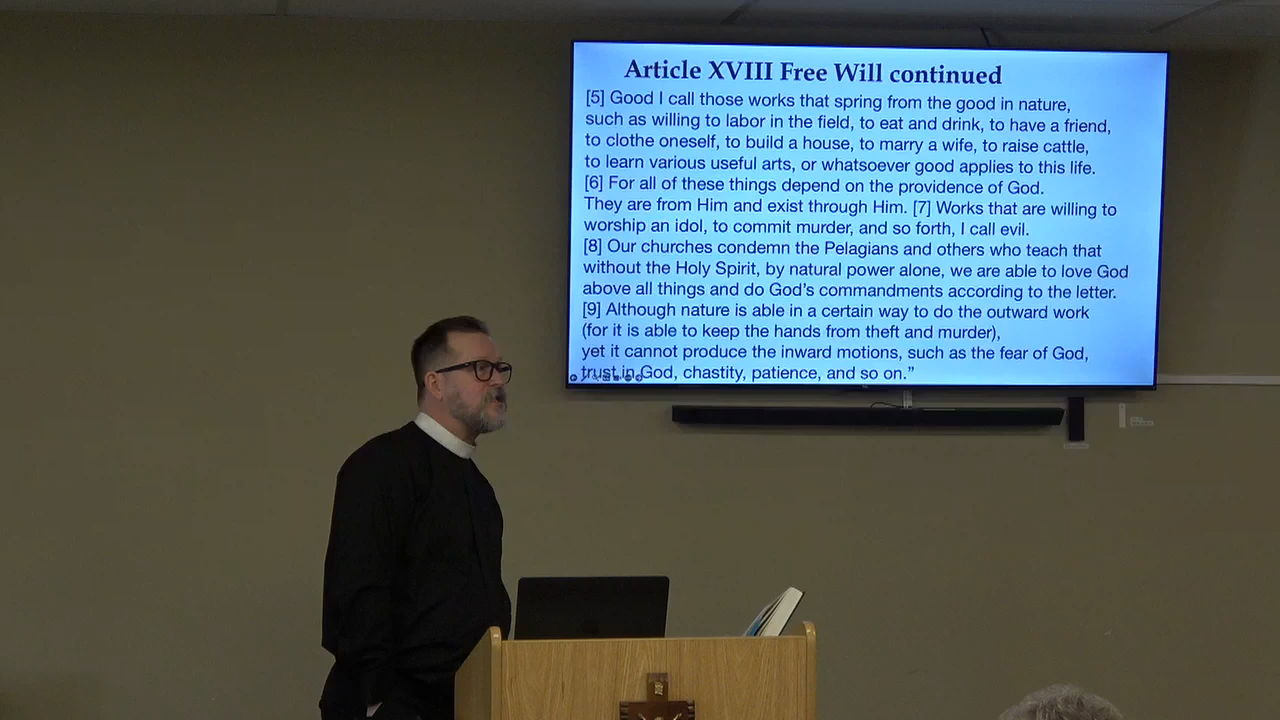 Article XVIII Free Will continued
[5] Good I call those works that spring from the good in nature,
such as willing to labor in the field, to eat and drink, to have a friend,
to clothe oneself, to build a house, to marry a wife, to raise cattle,
to learn various useful arts, or whatsoever good applies to this life.
[6] For all of these things depend on the providence of God.
They are from Him and exist through Him. [7] Works that are willing to
worship an idol, to commit murder, and so forth, I call evil.
[8] Our churches condemn the Pelagians and others who teach that
without the Holy Spirit, by natural power alone, we are able to love God
above all things and do God’s commandments according to the letter.
[9] Although nature is able in a certain way to do the outward work
(for it is able to keep the hands from theft and murder),
yet it cannot produce the inward motions, such as the fear of God,
trust in God, chastity, patience, and so on.”